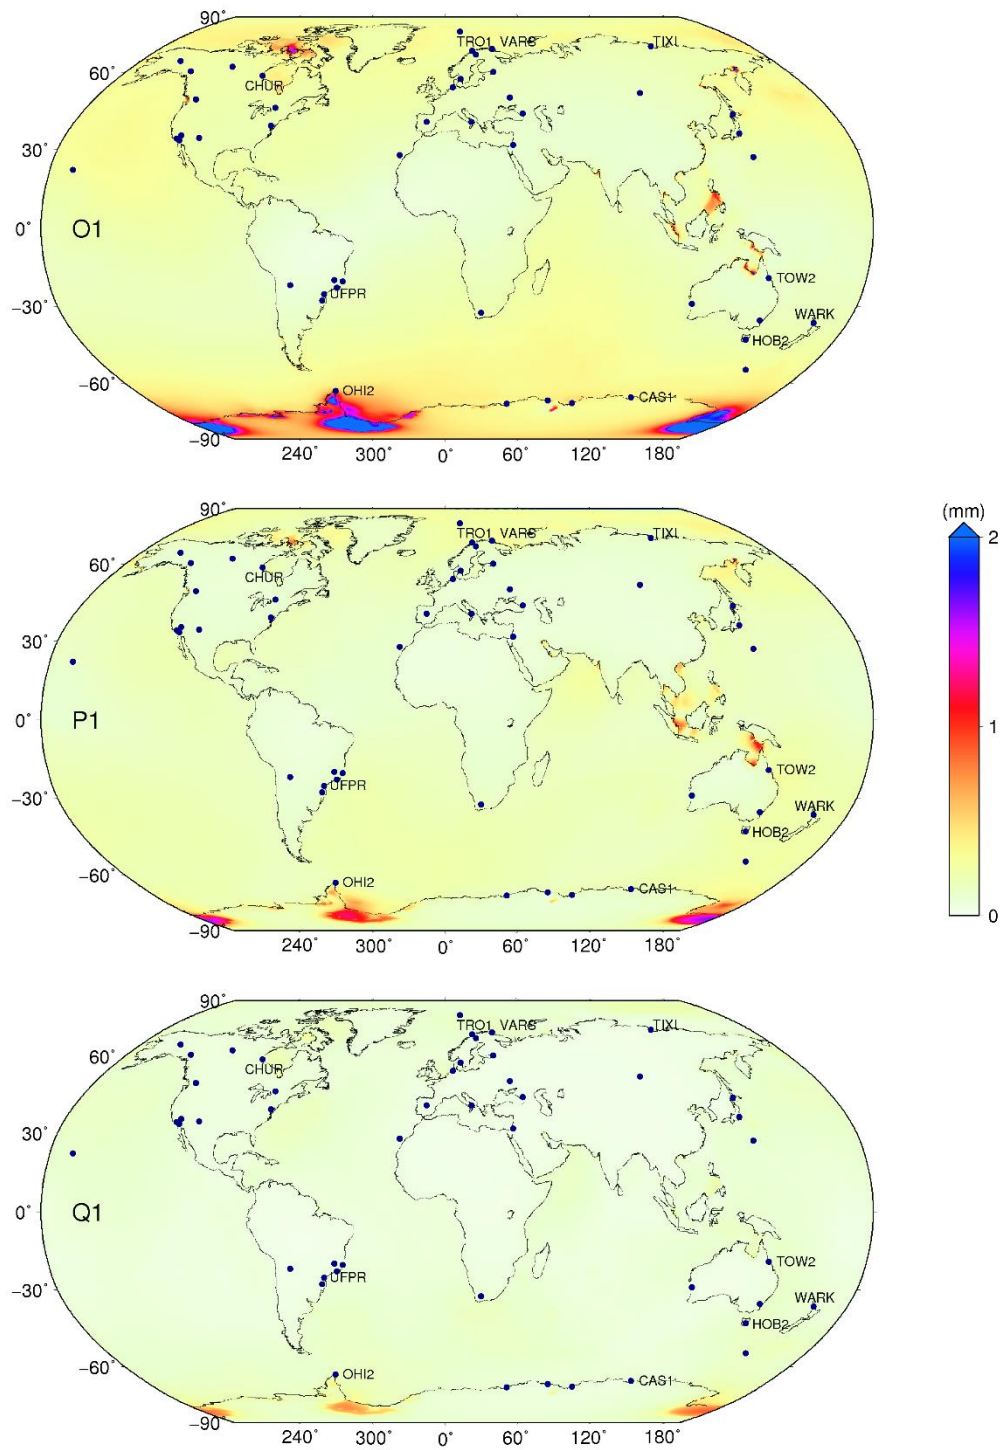 90°
TRO1 VARS TIXI
60°
CHUR
30°
0°
O1
UFPR
TOW2
−30°
WARK
HOB2
−60°
OHI2
CAS1
−90°
240° 300° 0° 60° 120° 180°
90°
TRO1 VARS TIXI
60°
CHUR
30°
0°
P1
UFPR
TOW2
−30°
WARK
HOB2
−60°
OHI2
CAS1
−90°
240° 300° 0° 60° 120° 180°
(mm)
2
1
0
90°
TRO1 VARS TIXI
60°
CHUR
30°
0°
Q1
UFPR
TOW2
−30°
WARK
HOB2
−60°
OHI2
CAS1
−90°
240° 300° 0° 60° 120° 180°